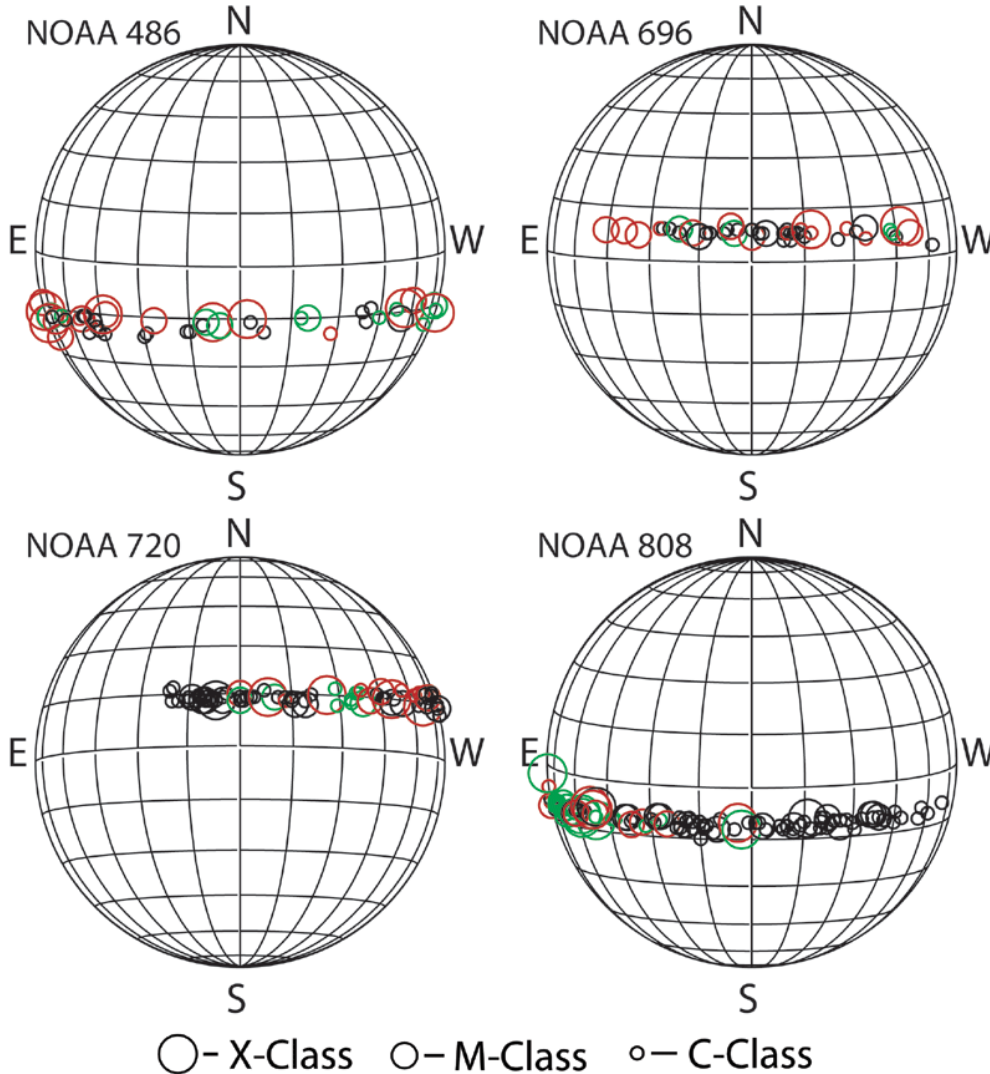 NOAA 486
N
E
W
S
NOAA 696
N
E
W
S
NOAA 720
N
E
W
S
NOAA 808
N
E
W
S
– X-Class – M-Class – C-Class